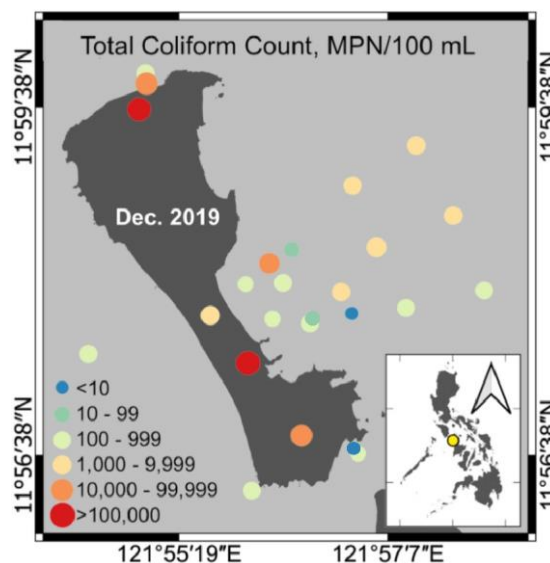 Total Coliform Count, MPN/100 mL
11°59'38"N
11°59'38"N
Dec. 2019
<10
10 - 99
100 - 999
1,000 - 9,999
10,000 - 99,999
>100,000
11°56'38"N
11°56'38"N
121°55'19"E
121°57'7"E